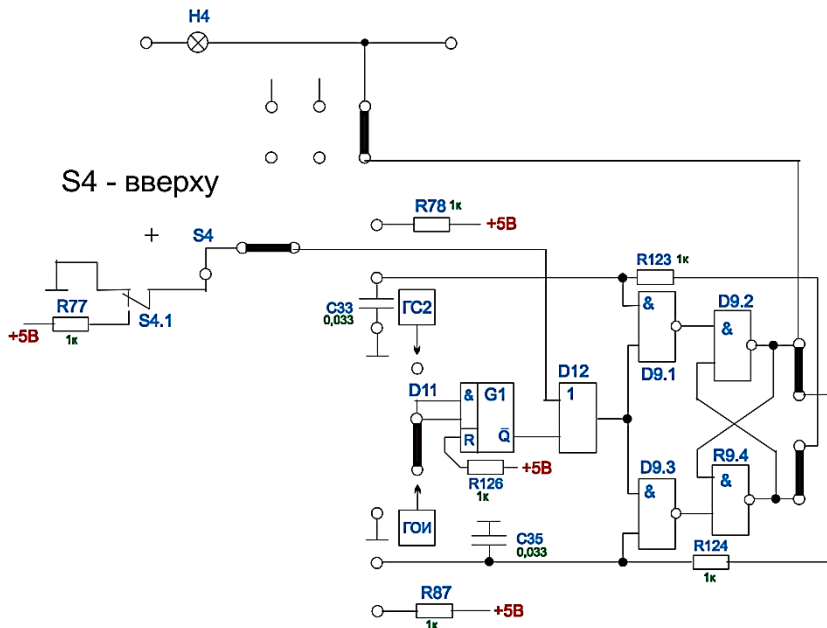 H4
S4 - вверху
R78 1к
+5В
+
S4
R123 1к
R77
+5В
1к
S4.1
C33
0,033
ГС2
&
D9.1
D9.2
&
D11
&
G1
R
Q̅
D12
1
R126
1к
+5В
D9.3
&
R9.4
&
ГОИ
C35
0,033
R124
1к
R87
1к
+5В